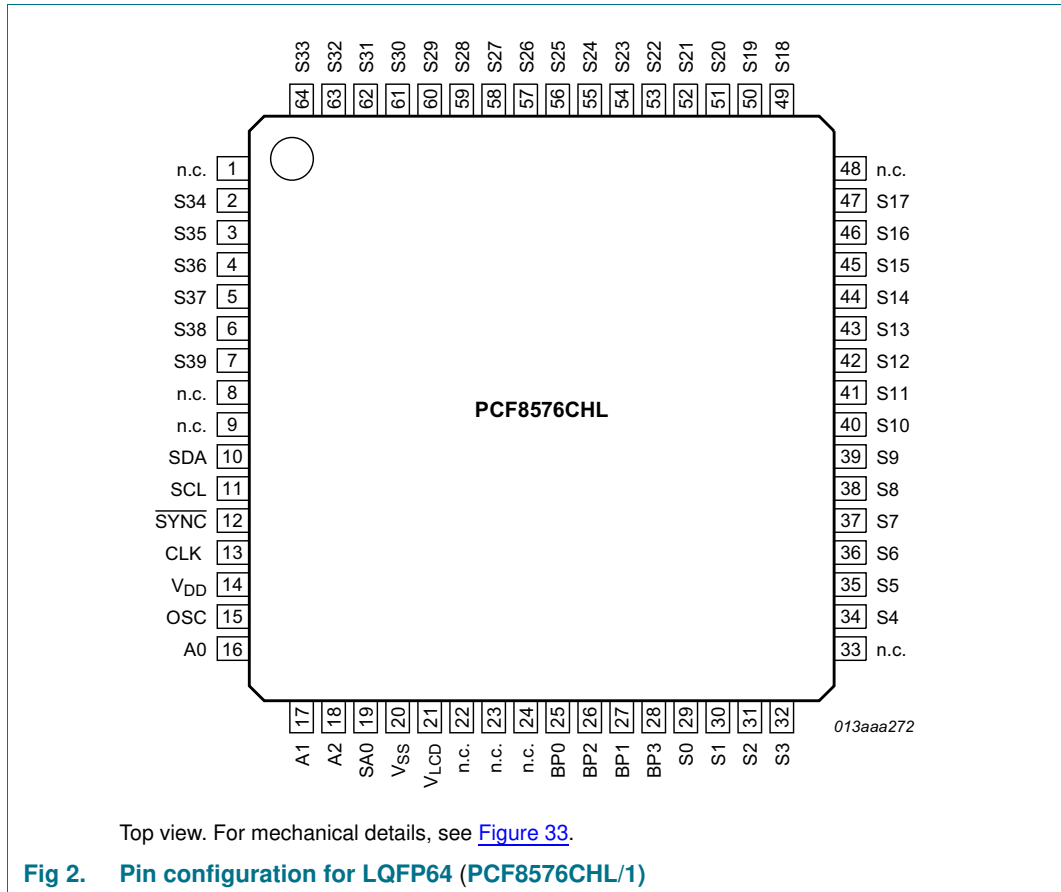 S33 S32 S31 S30 S29 S28 S27 S26 S25 S24 S23 S22 S21 S20 S19 S18
64 63 62 61 60 59 58 57 56 55 54 53 52 51 50 49
n.c. 1 48 n.c.
S34 2 47 S17
S35 3 46 S16
S36 4 45 S15
S37 5 44 S14
S38 6 43 S13
S39 7 42 S12
n.c. 8 41 S11
PCF8576CHL
n.c. 9 40 S10
SDA 10 39 S9
SCL 11 38 S8
SYNC 12 37 S7
CLK 13 36 S6
VDD 14 35 S5
OSC 15 34 S4
A0 16 33 n.c.
17 18 19 20 21 22 23 24 25 26 27 28 29 30 31 32
A1 A2 SA0 VSS VLCD n.c. n.c. n.c. BP0 BP2 BP1 BP3 S0 S1 S2 S3
013aaa272
Top view. For mechanical details, see Figure 33.
Fig 2. Pin configuration for LQFP64 (PCF8576CHL/1)